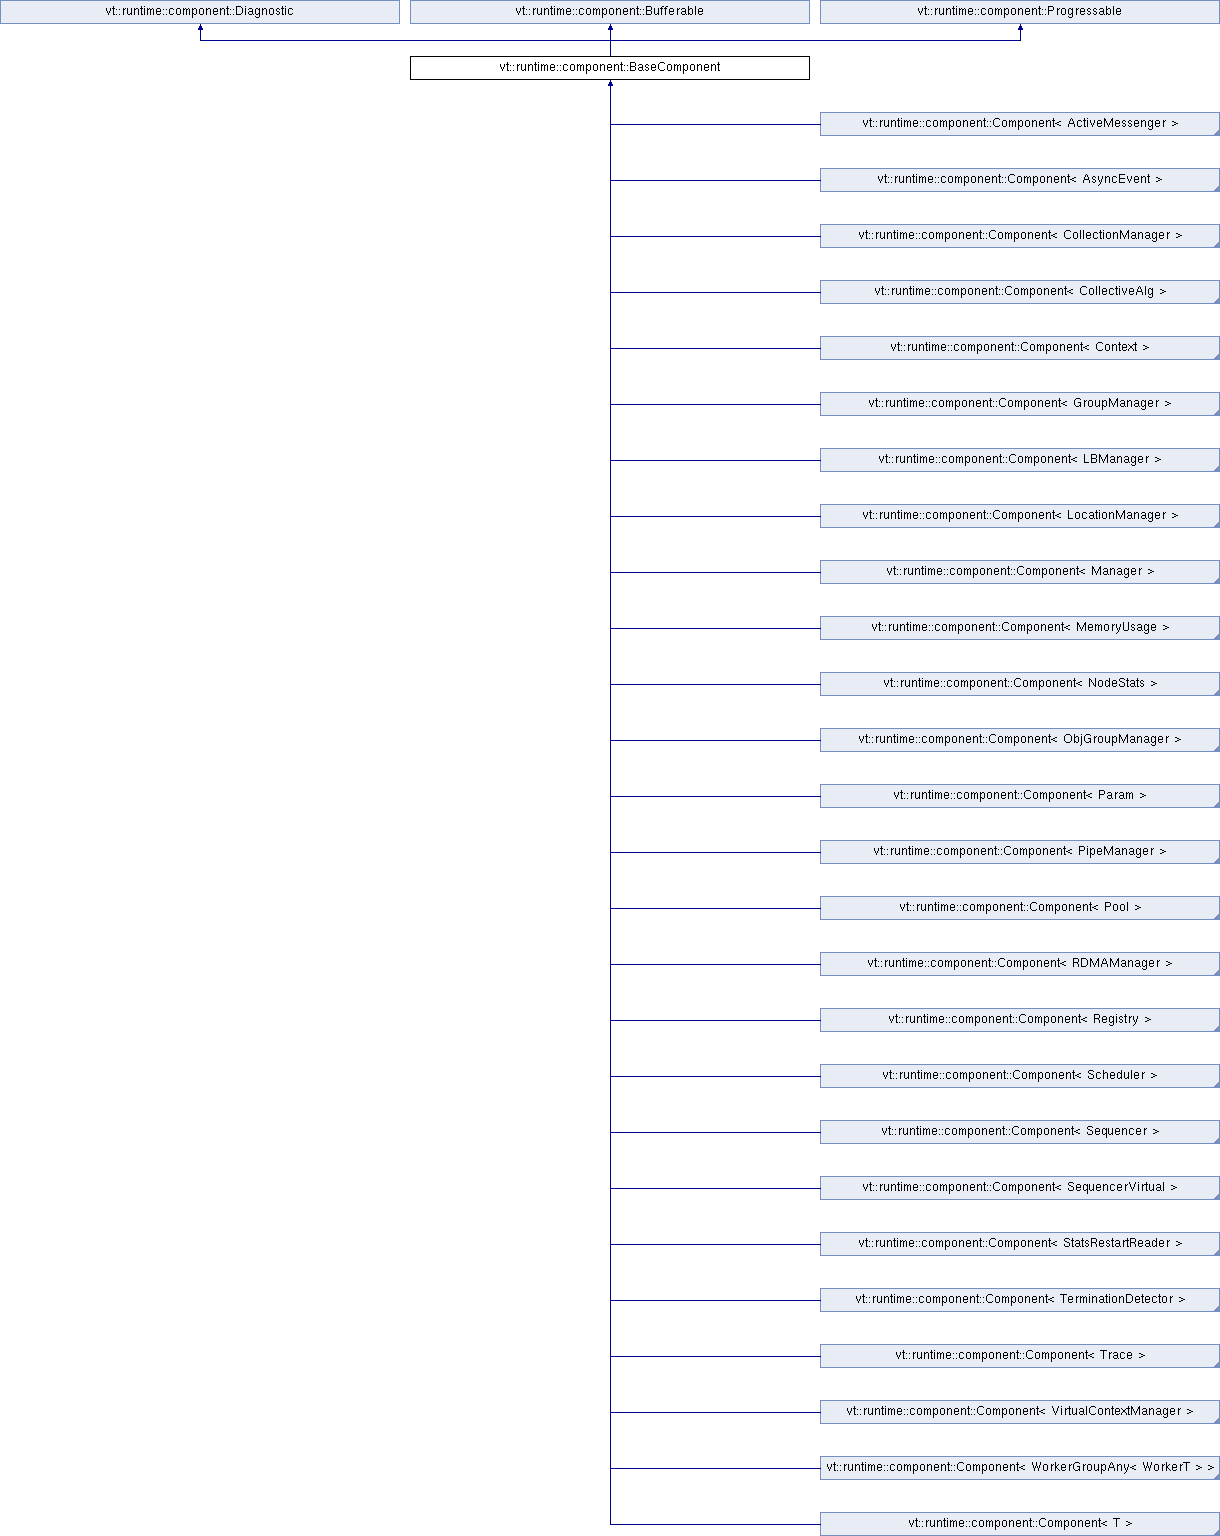 vt::runtime::component::Diagnostic
vt::runtime::component::Bufferable
vt::runtime::component::Progressable
vt::runtime::component::BaseComponent
vt::runtime::component::Component< ActiveMessenger >
vt::runtime::component::Component< AsyncEvent >
vt::runtime::component::Component< CollectionManager >
vt::runtime::component::Component< CollectiveAlg >
vt::runtime::component::Component< Context >
vt::runtime::component::Component< GroupManager >
vt::runtime::component::Component< LBManager >
vt::runtime::component::Component< LocationManager >
vt::runtime::component::Component< Manager >
vt::runtime::component::Component< MemoryUsage >
vt::runtime::component::Component< NodeStats >
vt::runtime::component::Component< ObjGroupManager >
vt::runtime::component::Component< Param >
vt::runtime::component::Component< PipeManager >
vt::runtime::component::Component< Pool >
vt::runtime::component::Component< RDMAManager >
vt::runtime::component::Component< Registry >
vt::runtime::component::Component< Scheduler >
vt::runtime::component::Component< Sequencer >
vt::runtime::component::Component< SequencerVirtual >
vt::runtime::component::Component< StatsRestartReader >
vt::runtime::component::Component< TerminationDetector >
vt::runtime::component::Component< Trace >
vt::runtime::component::Component< VirtualContextManager >
vt::runtime::component::Component< WorkerGroupAny< WorkerT > >
vt::runtime::component::Component< T >